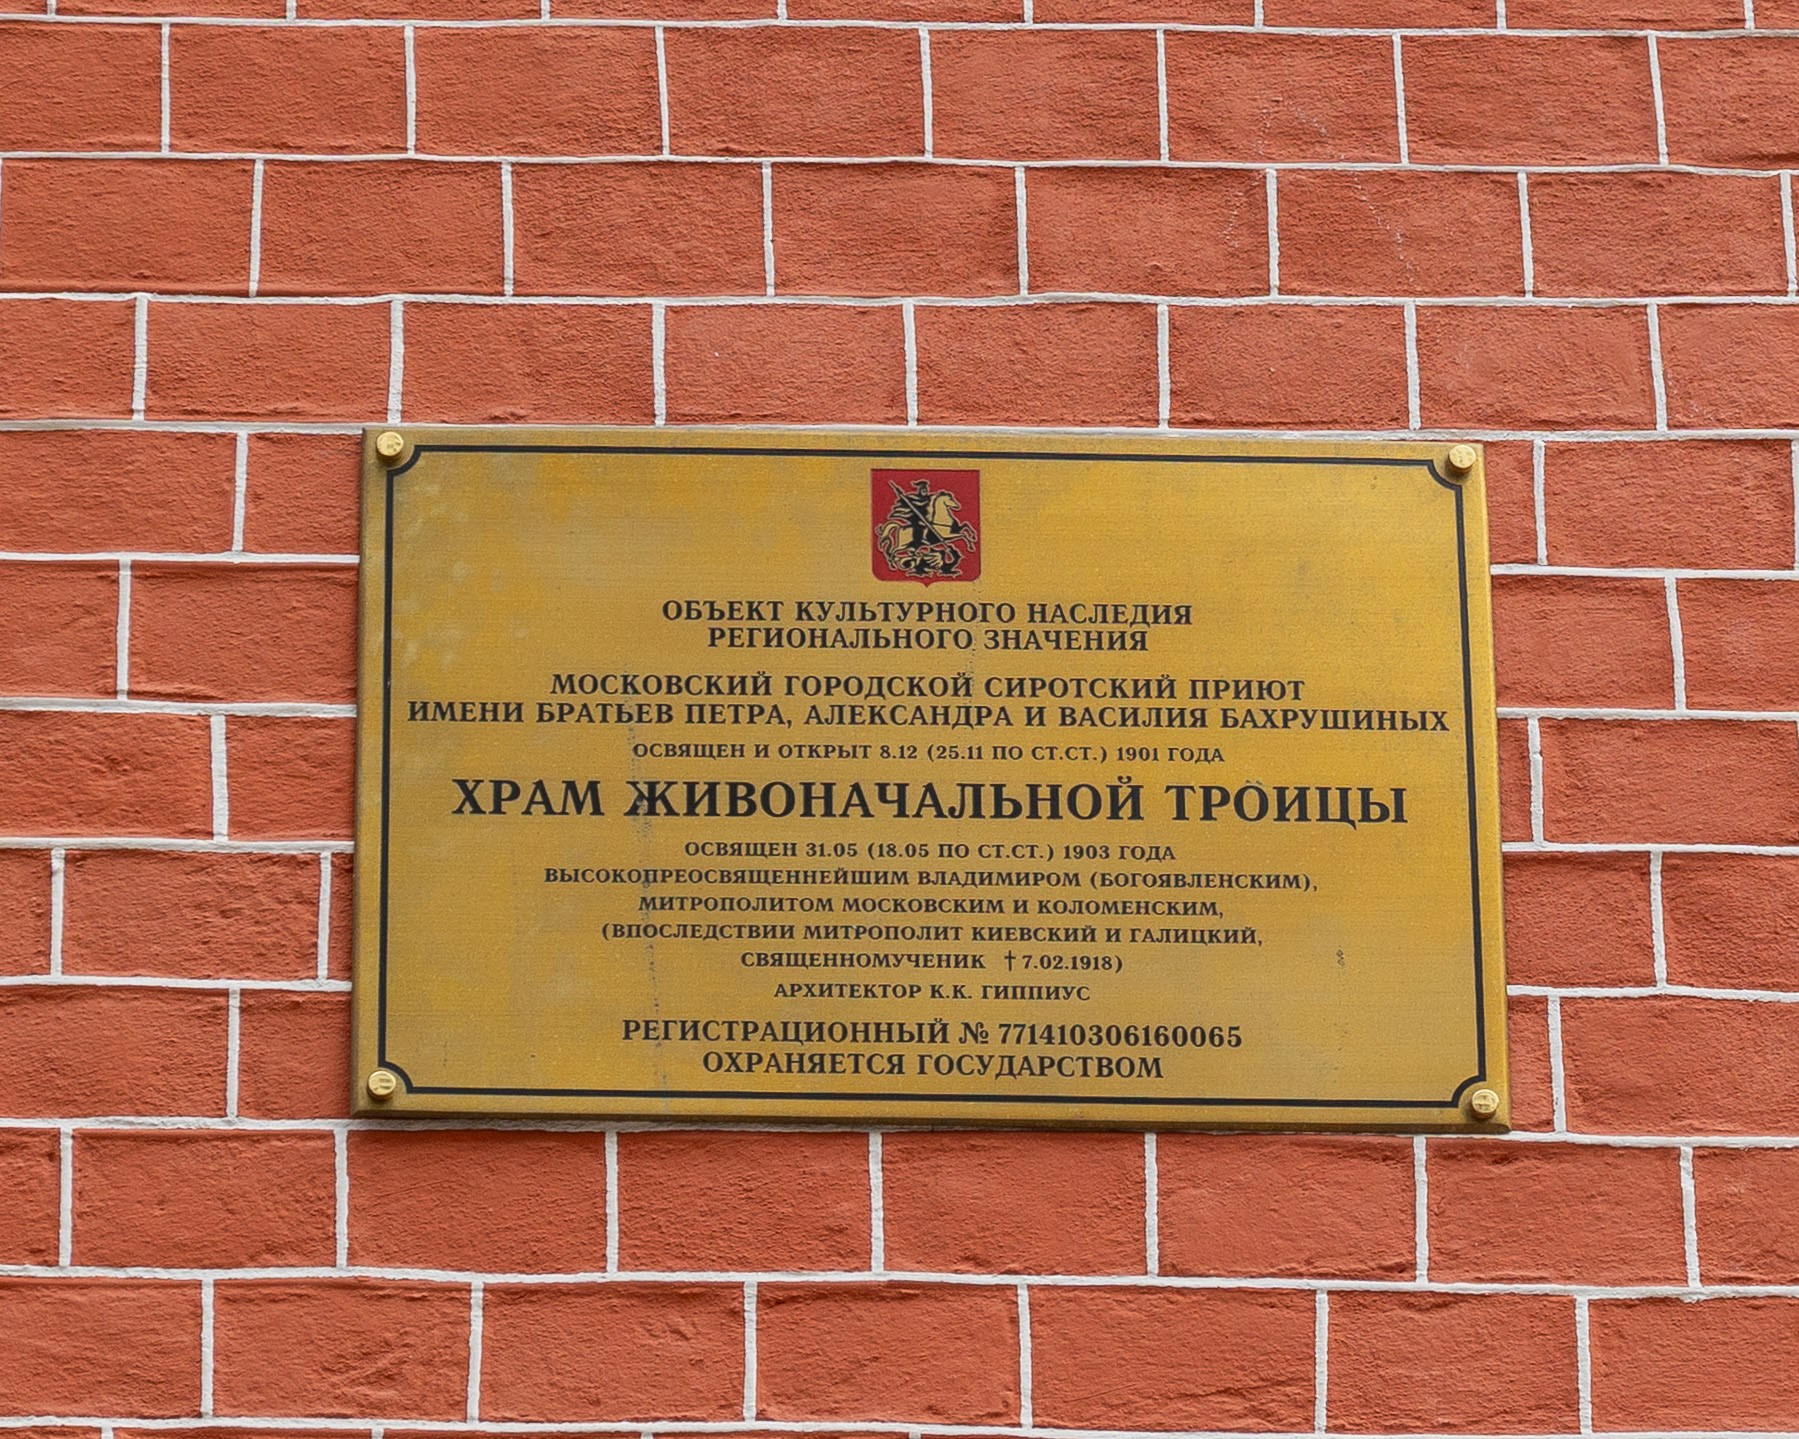 ОБЪЕКТ КУЛЬТУРНОГО НАСЛЕДИЯ
РЕГИОНАЛЬНОГО ЗНАЧЕНИЯ
МОСКОВСКИЙ ГОРОДСКОЙ СИРОТСКИЙ ПРИЮТ
ИМЕНИ БРАТЬЕВ ПЕТРА, АЛЕКСАНДРА И ВАСИЛИЯ БАХРУШИНЫХ
ОСВЯЩЕН И ОТКРЫТ 8.12 (25.11 ПО СТ.СТ.) 1901 ГОДА
ХРАМ ЖИВОНАЧАЛЬНОЙ ТРОИЦЫ
ОСВЯЩЕН 31.05 (18.05 ПО СТ.СТ.) 1903 ГОДА
ВЫСОКОПРЕОСВЯЩЕННЕЙШИМ ВЛАДИМИРОМ (БОГОЯВЛЕНСКИМ),
МИТРОПОЛИТОМ МОСКОВСКИМ И КОЛОМЕНСКИМ,
(ВПОСЛЕДСТВИИ МИТРОПОЛИТ КИЕВСКИЙ И ГАЛИЦКИЙ,
СВЯЩЕННОМУЧЕНИК †7.02.1918)
АРХИТЕКТОР К.К. ГИППИУС
РЕГИСТРАЦИОННЫЙ № 771410306160065
ОХРАНЯЕТСЯ ГОСУДАРСТВОМ